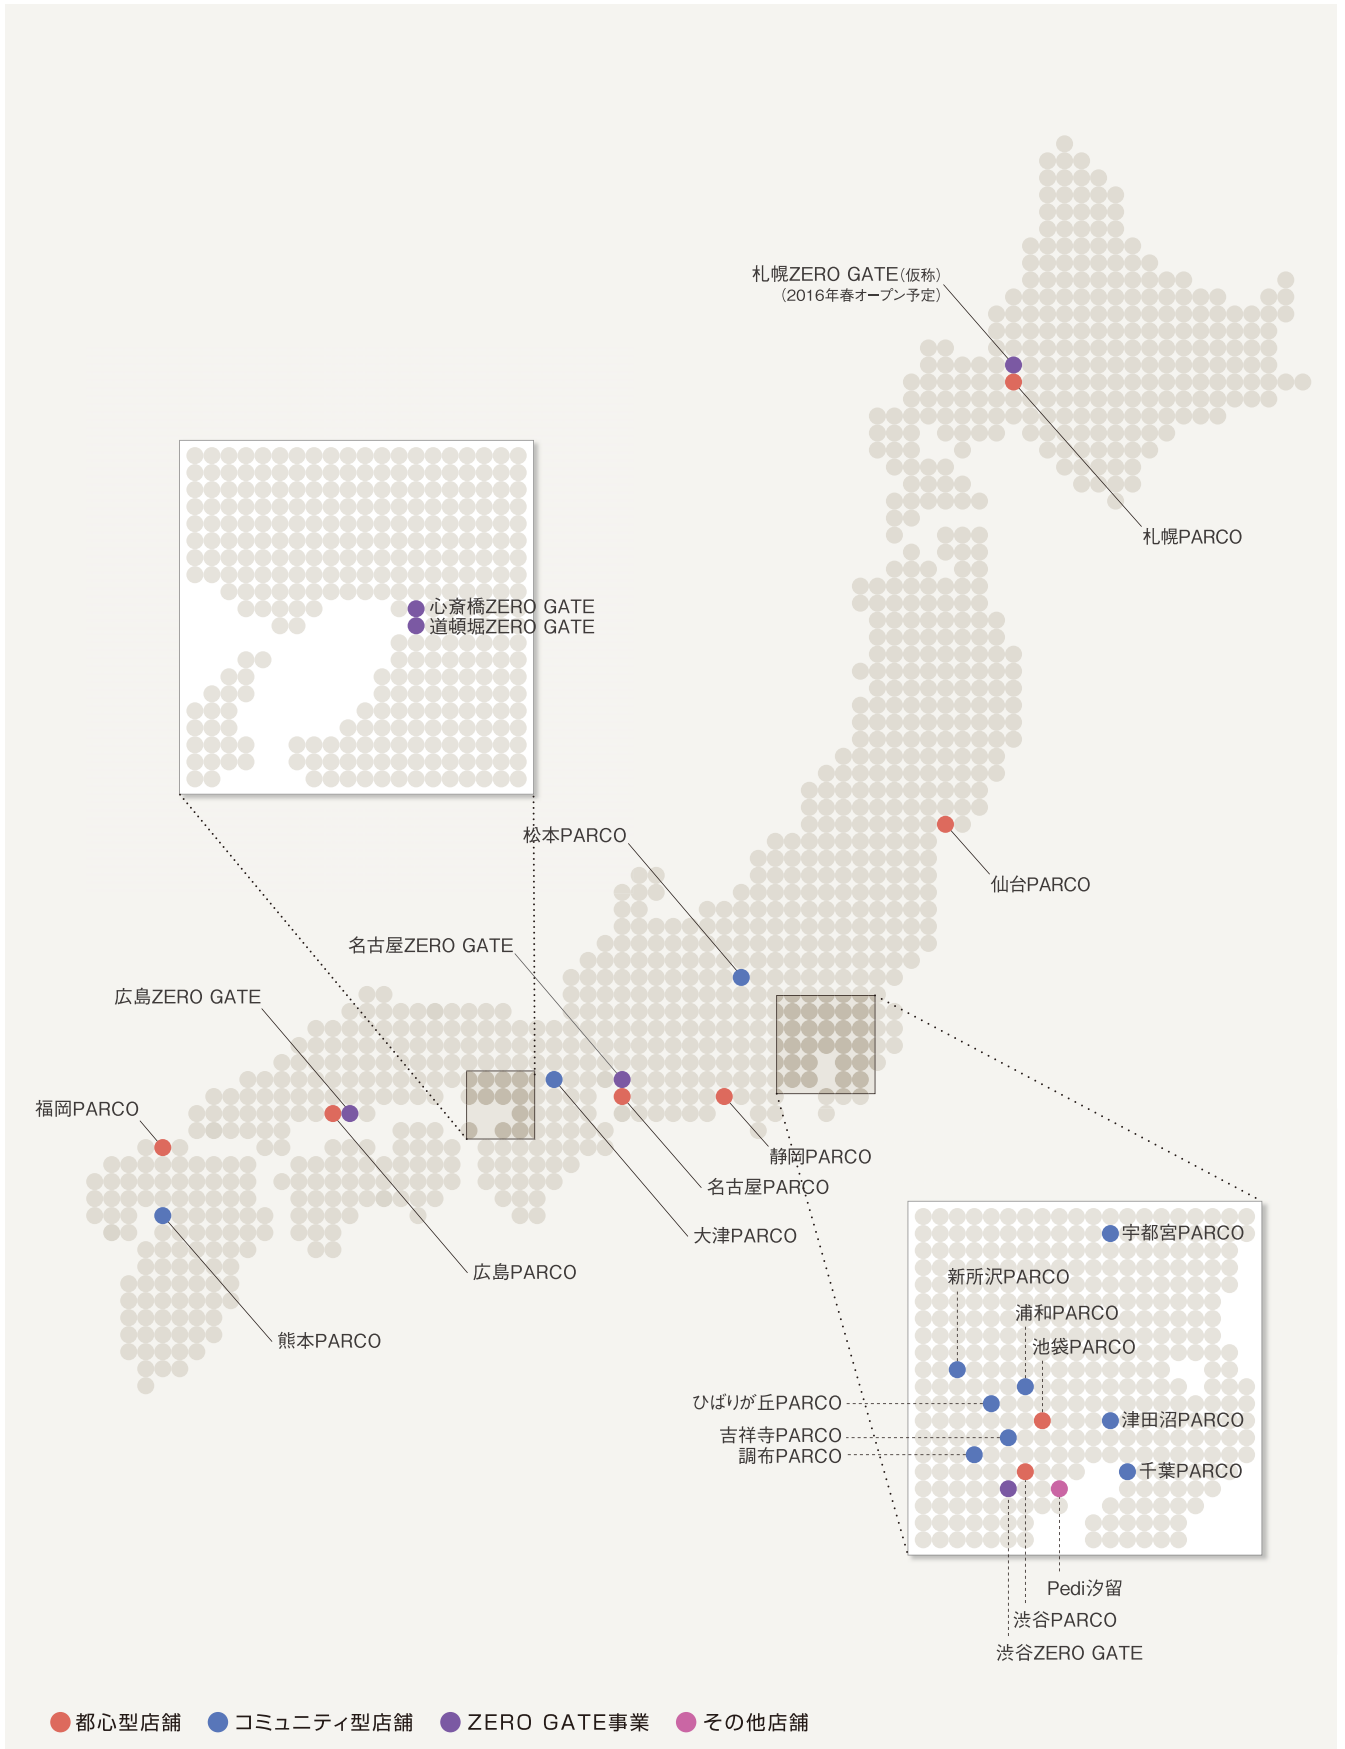 札幌ZERO GATE（仮称）
（2016年春オープン予定）
札幌PARCO
心斎橋ZERO GATE
道頓堀ZERO GATE
松本PARCO
仙台PARCO
名古屋ZERO GATE
広島ZERO GATE
福岡PARCO
静岡PARCO
名古屋PARCO
大津PARCO
広島PARCO
熊本PARCO
宇都宮PARCO
新所沢PARCO
浦和PARCO
池袋PARCO
ひばりが丘PARCO
津田沼PARCO
吉祥寺PARCO
調布PARCO
千葉PARCO
Pedi汐留
渋谷PARCO
渋谷ZERO GATE
都心型店舗 コミュニティ型店舗 ZERO GATE事業 その他店舗